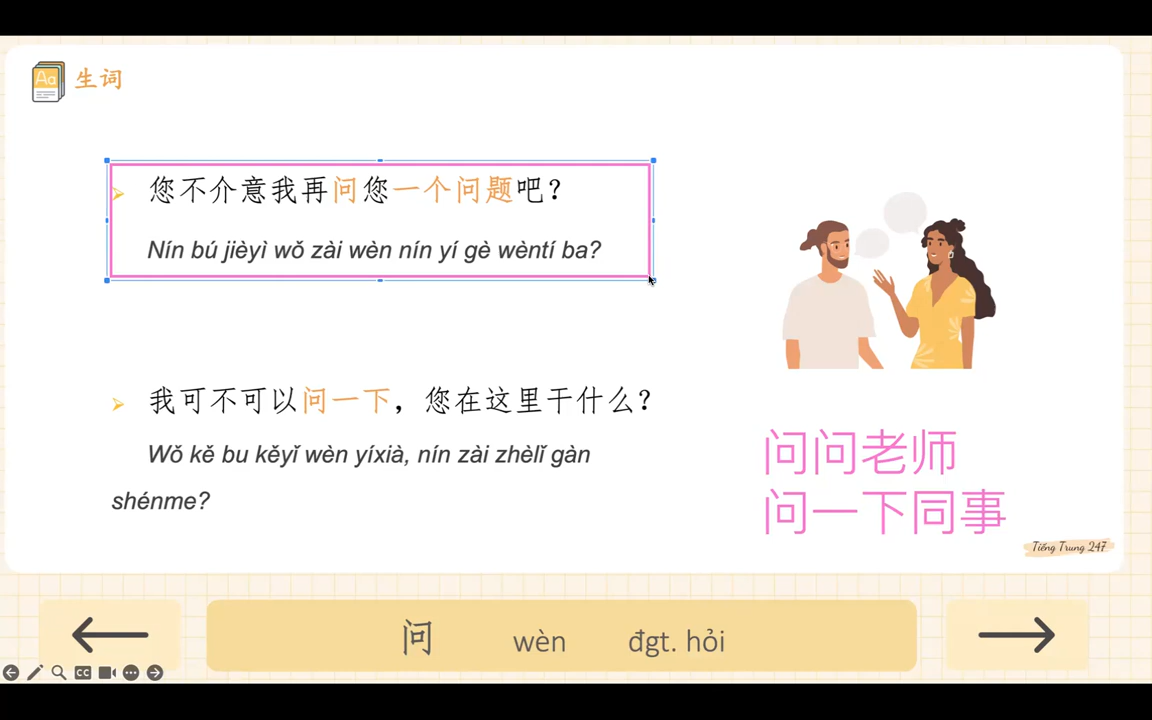 Aa 生词
您不介意我再问您一个问题吧？
Nín bú jièyì wǒ zài wèn nín yí gè wèntí ba?
我可不可以问一下，您在这里干什么？
Wǒ kě bu kěyǐ wèn yíxià, nín zài zhèlǐ gàn
shénme?
问问老师
问一下同事
Tiếng Trung 247
问 wèn đgt. hỏi
CC